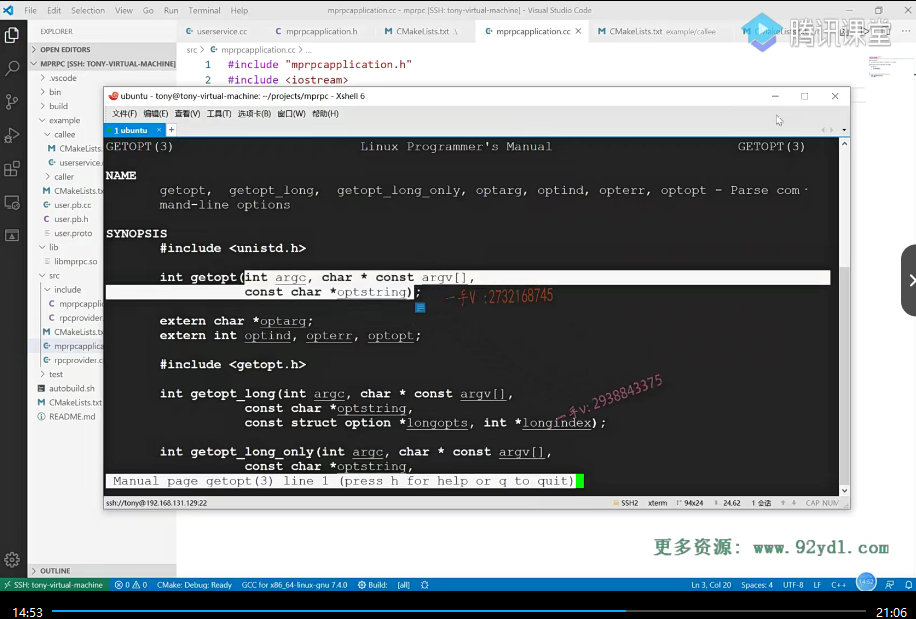 File Edit Selection View Go Run Terminal Help
mprpcapplication.cc - mprpc [SSH: tony-virtual-machine] - Visual Studio Code
EXPLORER
userservice.cc
mprpcapplication.h
CMakeLists.txt
mprpcapplication.cc
CMakeLists.txt example/callee
腾讯课堂
OPEN EDITORS
MPRPC [SSH: TONY-VIRTUAL-MACHINE]
.vscode
bin
build
example
callee
CMakeLists.
userservice.
caller
CMakeLists.tx
user.pb.cc
user.pb.h
user.proto
lib
libmprpc.so
src
include
mprpcappli
rpcprovider
CMakeLists.tx
mprpcapplica
rpcprovider.c
test
autobuild.sh
CMakeLists.txt
README.md
OUTLINE
src > mprpcapplication.cc > ...
1 #include "mprpcapplication.h"
2 #include <iostream>
ubuntu - tony@tony-virtual-machine: ~/projects/mprpc - Xshell 6
文件(F) 编辑(E) 查看(V) 工具(T) 选项卡(B) 窗口(W) 帮助(H)
1 ubuntu
GETOPT(3) Linux Programmer's Manual GETOPT(3)
NAME
getopt, getopt_long, getopt_long_only, optarg, optind, opterr, optopt - Parse com‐
mand-line options
SYNOPSIS
#include <unistd.h>
int getopt(int argc, char * const argv[],
const char *optstring);
一手V :2732168745
extern char *optarg;
extern int optind, opterr, optopt;
#include <getopt.h>
int getopt_long(int argc, char * const argv[],
const char *optstring,
const struct option *longopts, int *longindex);
一手v:2938843375
int getopt_long_only(int argc, char * const argv[],
const char *optstring,
Manual page getopt(3) line 1 (press h for help or q to quit)
ssh://tony@192.168.131.129:22
SSH2 xterm 94x24 24,62 1 会话 CAP NUM
更多资源: www.92ydl.com
SSH: tony-virtual-machine 0 0 CMake: Debug: Ready GCC for x86_64-linux-gnu 7.4.0 Build: [all]
Ln 3, Col 20 Spaces: 4 UTF-8 LF C++
14:52
14:53
21:06